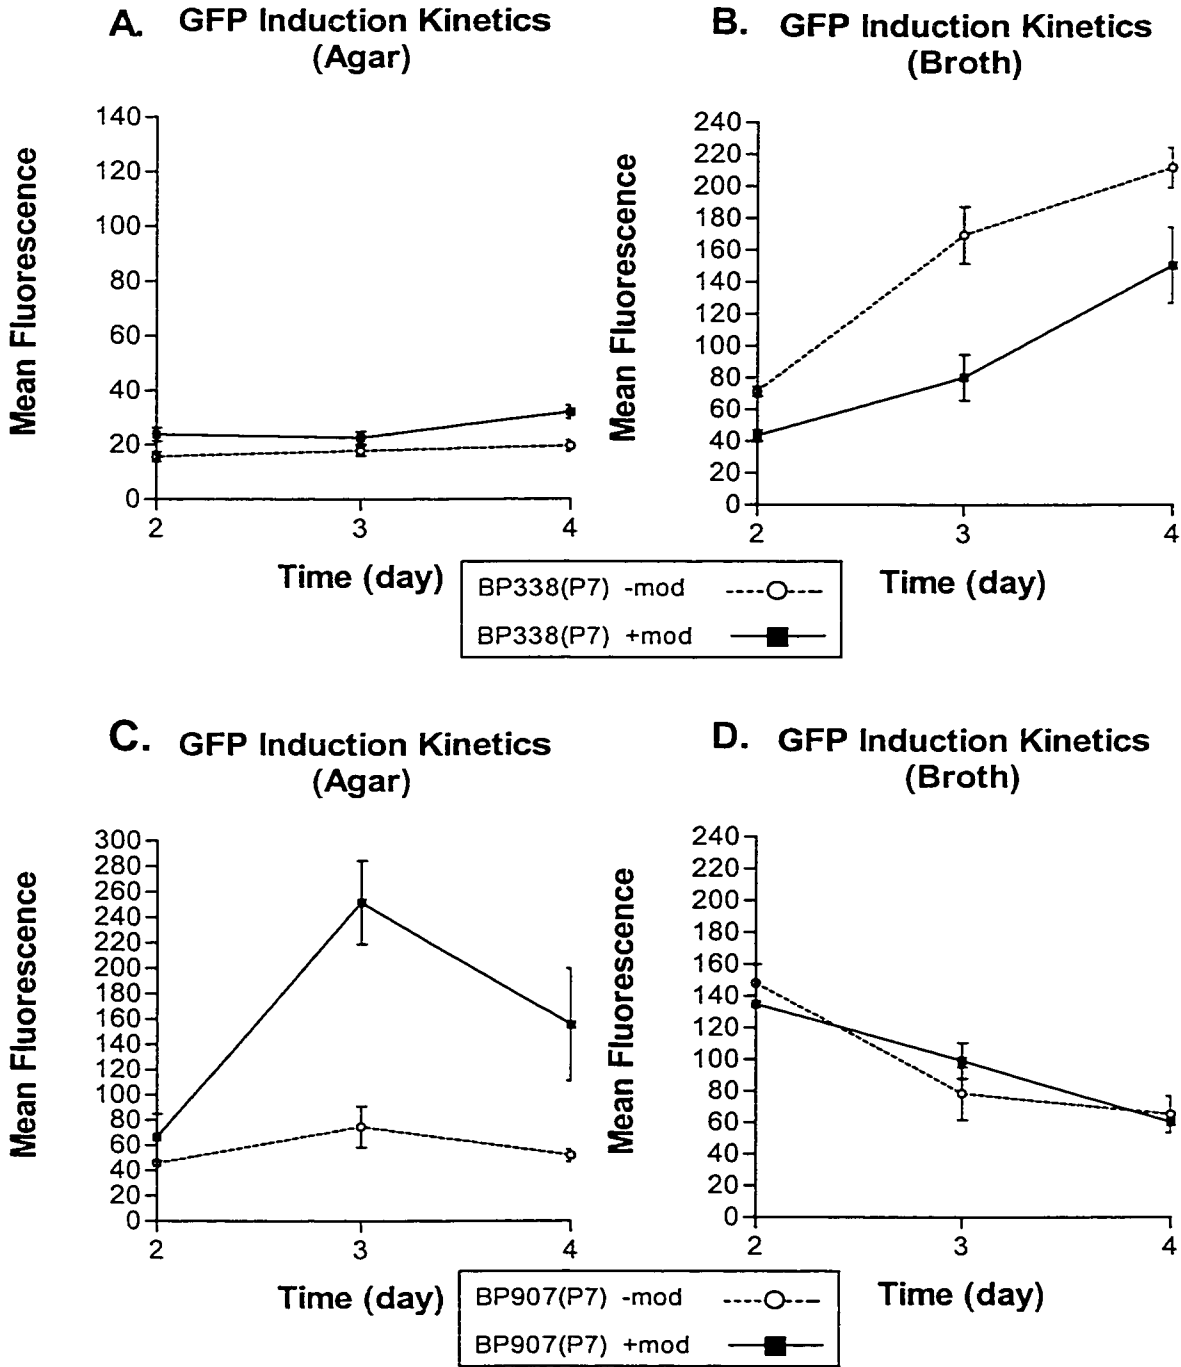 A. GFP Induction Kinetics
(Agar)
Mean Fluorescence
140
120
100
80
60
40
20
0
2 3 4
Time (day)
B. GFP Induction Kinetics
(Broth)
Mean Fluorescence
240
220
200
180
160
140
120
100
80
60
40
20
0
2 3 4
Time (day)
BP338(P7) -mod
BP338(P7) +mod
C. GFP Induction Kinetics
(Agar)
Mean Fluorescence
300
280
260
240
220
200
180
160
140
120
100
80
60
40
20
0
2 3 4
Time (day)
D. GFP Induction Kinetics
(Broth)
Mean Fluorescence
240
220
200
180
160
140
120
100
80
60
40
20
0
2 3 4
Time (day)
BP907(P7) -mod
BP907(P7) +mod